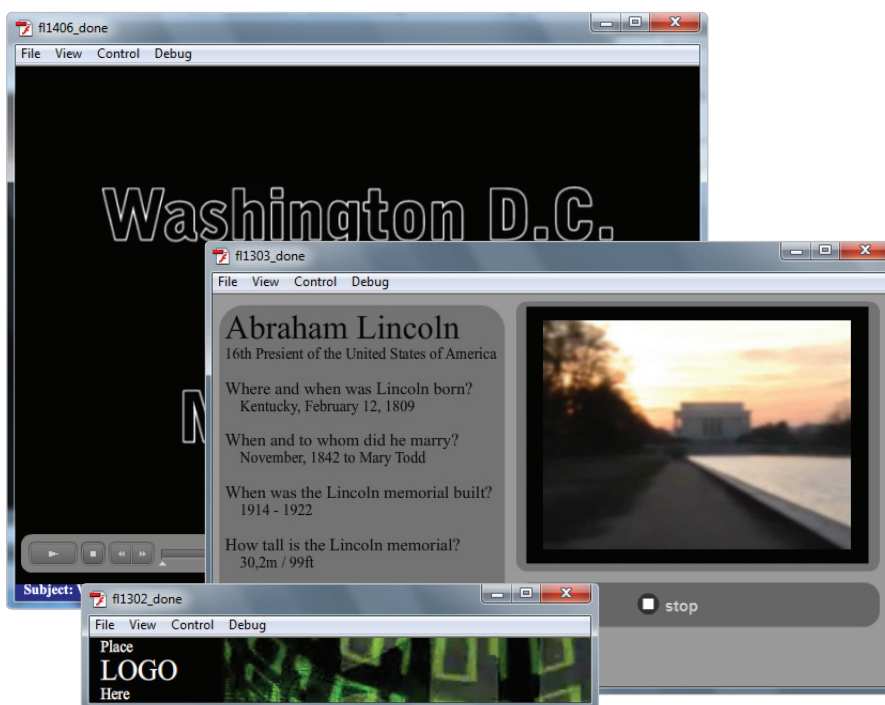 fl1406_done
File View Control Debug
Washington D.C.
fl1303_done
File View Control Debug
Abraham Lincoln
16th Presient of the United States of America
Where and when was Lincoln born?
Kentucky, February 12, 1809
When and to whom did he marry?
November, 1842 to Mary Todd
When was the Lincoln memorial built?
1914 - 1922
How tall is the Lincoln memorial?
30,2m / 99ft
stop
Subject:
fl1302_done
File View Control Debug
Place
LOGO
Here